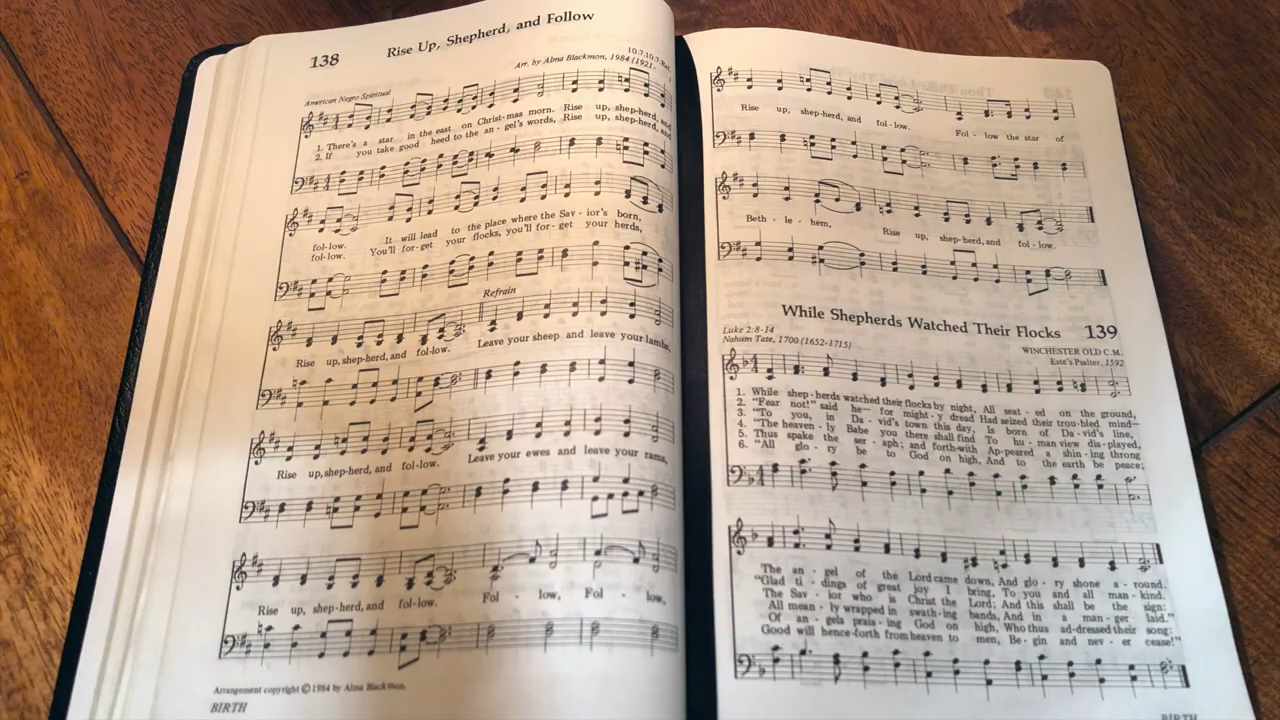 138
Rise Up, Shepherd, and Follow
10.7.10.7.
Arr. by Alma Blackmon, 1984 (1921-
American Negro Spiritual
1. There's a star in the east on Christ-mas morn. Rise up, shep-herd, and
2. If you take good heed to the an-gel's words, Rise up, shep-herd, and
fol-low. It will lead to the place where the Sav-ior's born,
fol-low. You'll for-get your flocks, you'll for-get your herds,
Refrain
Rise up, shep-herd, and fol-low. Leave your sheep and leave your lambs,
Rise up, shep-herd, and fol-low. Leave your ewes and leave your rams,
Rise up, shep-herd, and fol-low. Fol - low, Fol - low,
Arrangement copyright © 1984 by Alma Blackmon.
BIRTH
Rise up, shep-herd, and fol-low. Fol - low the star of
Beth - le - hem, Rise up, shep-herd, and fol-low.
While Shepherds Watched Their Flocks 139
Luke 2:8-14
Nahum Tate, 1700 (1652-1715)
WINCHESTER OLD C.M.
Este's Psalter, 1592
1. While shep-herds watched their flocks by night, All seat - ed on the ground,
2. "Fear not!" said he— for might-y dread Had seized their trou-bled mind—
3. "To you, in Da-vid's town this day, Is born of Da-vid's line,
4. "The heaven-ly Babe you there shall find To hu-man view dis-played,
5. Thus spake the ser-aph; and forth-with Ap-peared a shin-ing throng
6. "All glo-ry be to God on high, And to the earth be peace;
The an-gel of the Lord came down, And glo-ry shone a-round.
"Glad ti-dings of great joy I bring, To you and all man-kind.
The Sav-ior who is Christ the Lord; And this shall be the sign:
All mean-ly wrapped in swath-ing bands, And in a man-ger laid."
Of an-gels prais-ing God on high, Who thus ad-dressed their song:
Good will hence-forth from heaven to men, Be-gin and nev-er cease!"
BIRTH